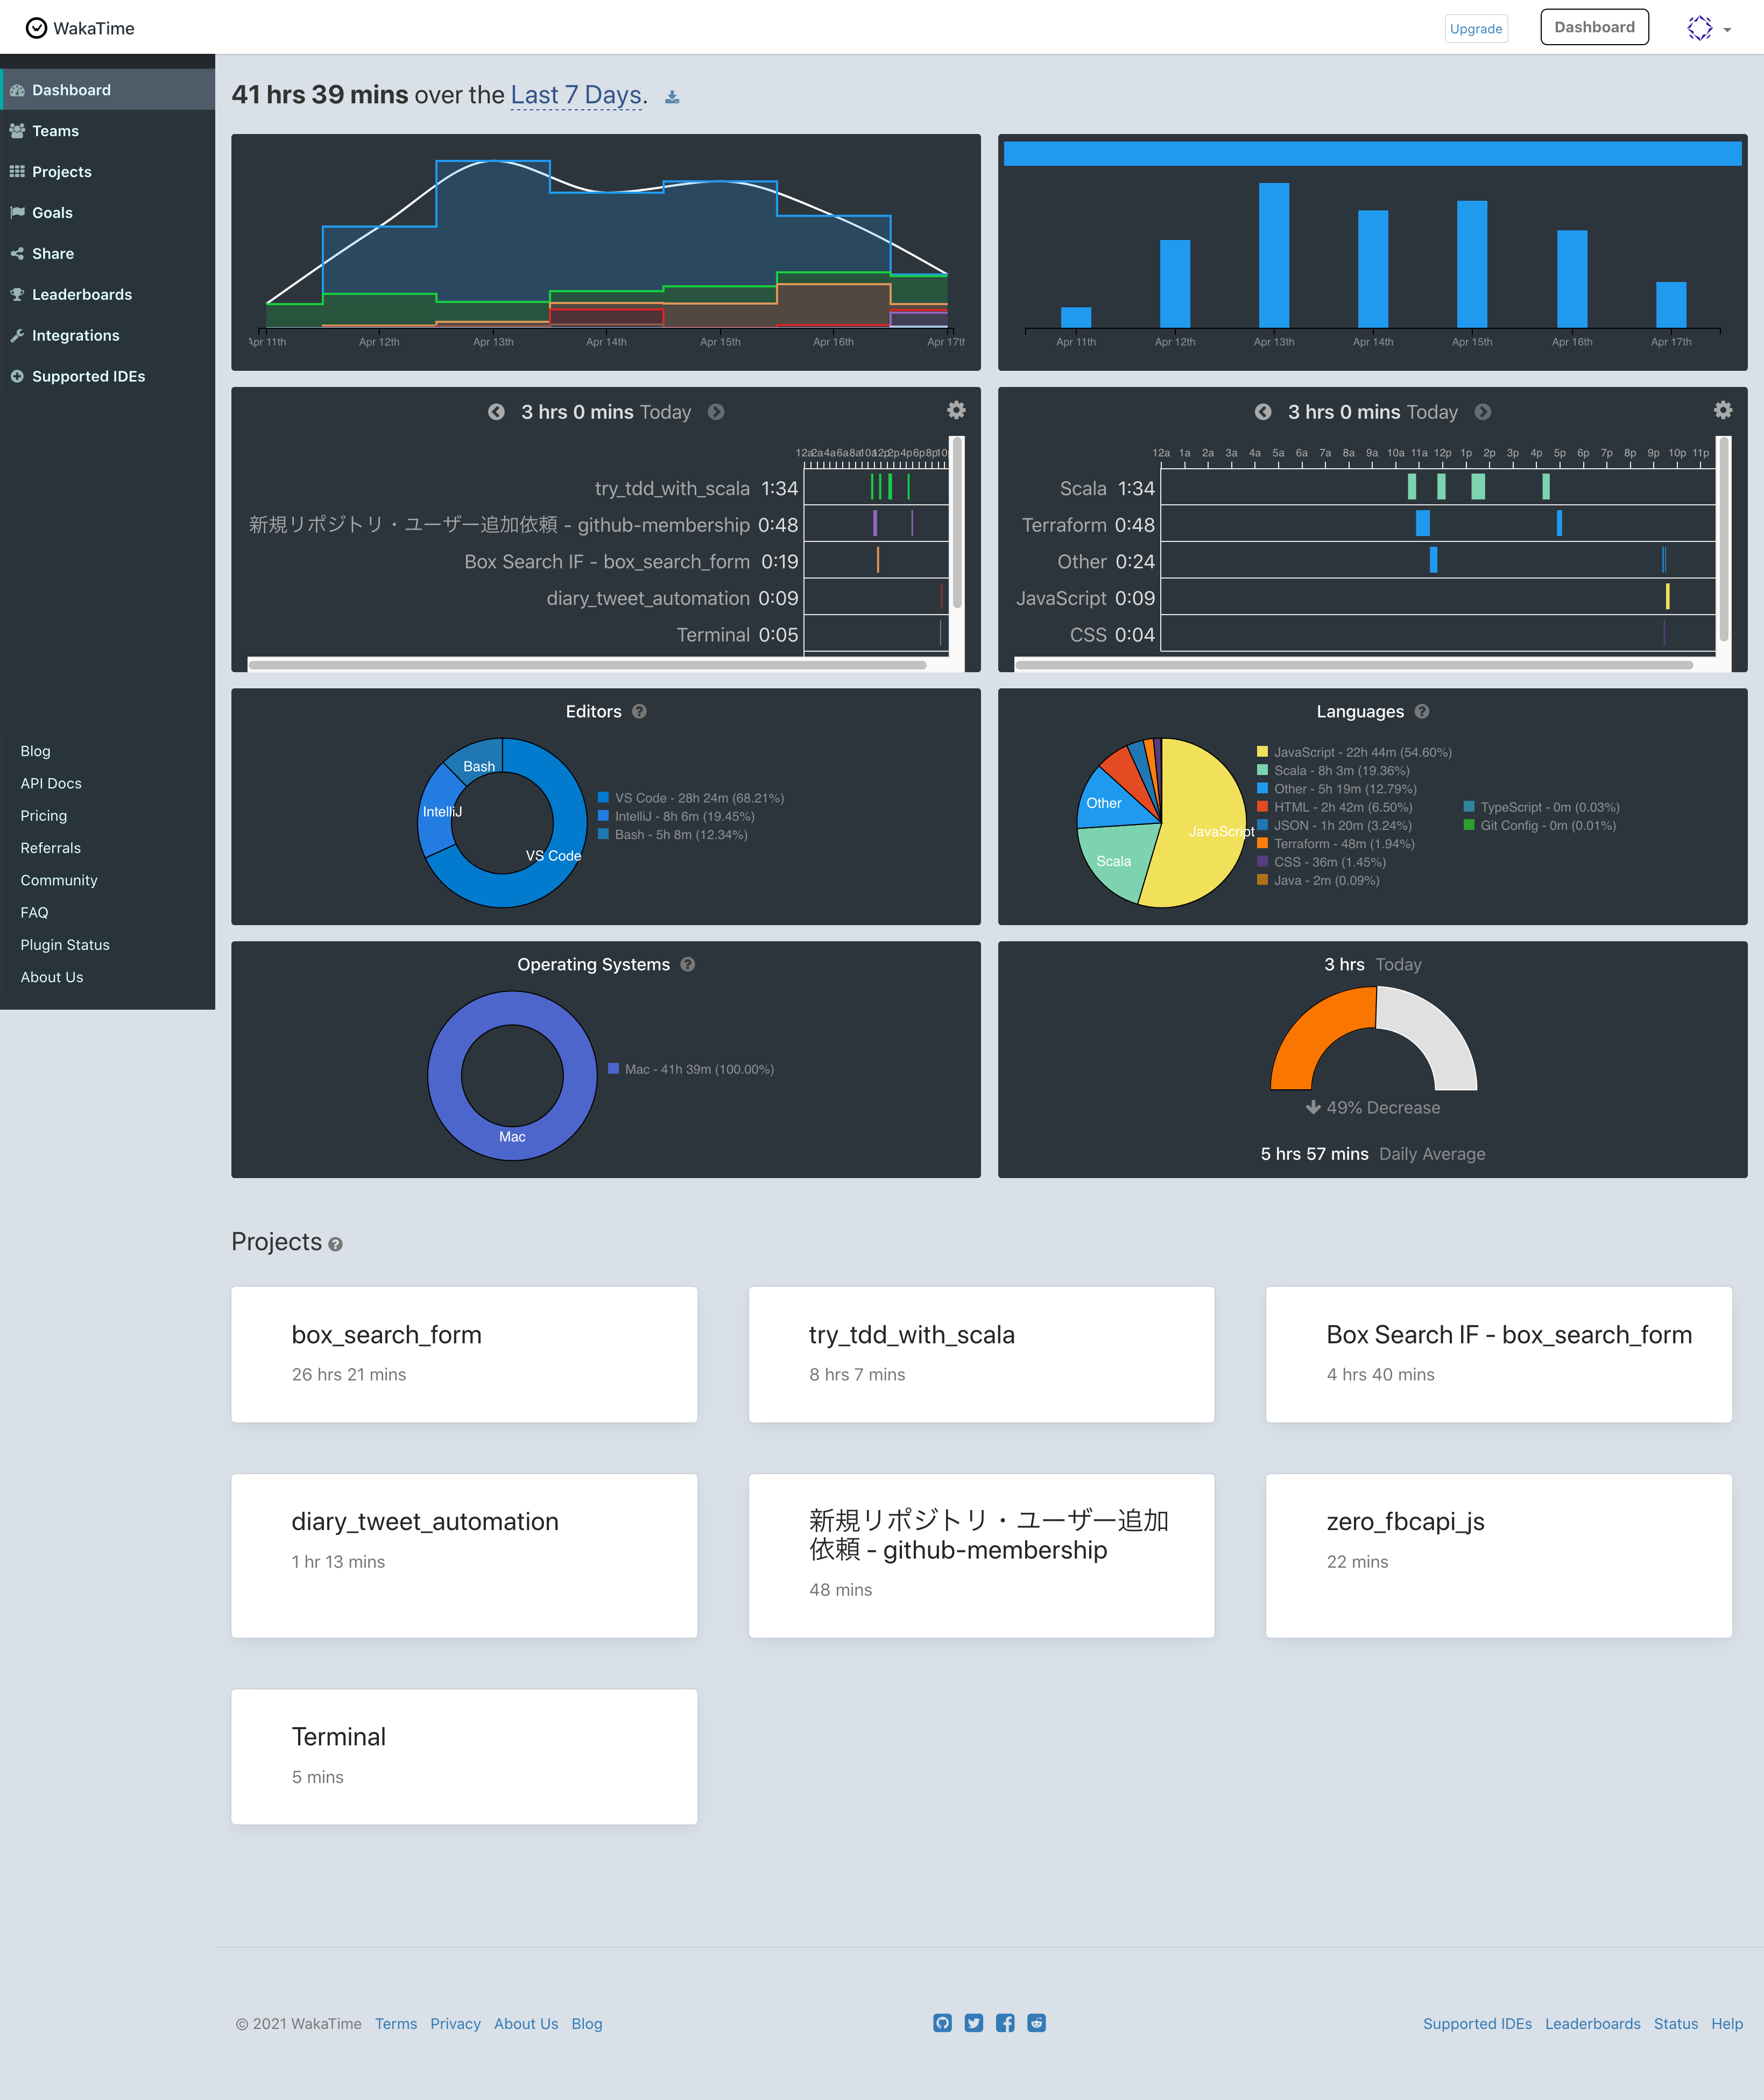 WakaTime
Upgrade
Dashboard
Dashboard
Teams
Projects
Goals
Share
Leaderboards
Integrations
Supported IDEs
Blog
API Docs
Pricing
Referrals
Community
FAQ
Plugin Status
About Us
41 hrs 39 mins over the Last 7 Days.
Apr 11th Apr 12th Apr 13th Apr 14th Apr 15th Apr 16th Apr 17th
Apr 11th Apr 12th Apr 13th Apr 14th Apr 15th Apr 16th Apr 17th
3 hrs 0 mins Today
12a 2a 4a 6a 8a 10a 12p 2p 4p 6p 8p 10
try_tdd_with_scala 1:34
新規リポジトリ・ユーザー追加依頼 - github-membership 0:48
Box Search IF - box_search_form 0:19
diary_tweet_automation 0:09
Terminal 0:05
3 hrs 0 mins Today
12a 1a 2a 3a 4a 5a 6a 7a 8a 9a 10a 11a 12p 1p 2p 3p 4p 5p 6p 7p 8p 9p 10p 11p
Scala 1:34
Terraform 0:48
Other 0:24
JavaScript 0:09
CSS 0:04
Editors
Bash
IntelliJ
VS Code
VS Code - 28h 24m (68.21%)
IntelliJ - 8h 6m (19.45%)
Bash - 5h 8m (12.34%)
Languages
Other
JavaScript
Scala
JavaScript - 22h 44m (54.60%)
Scala - 8h 3m (19.36%)
Other - 5h 19m (12.79%)
HTML - 2h 42m (6.50%)
JSON - 1h 20m (3.24%)
Terraform - 48m (1.94%)
CSS - 36m (1.45%)
Java - 2m (0.09%)
TypeScript - 0m (0.03%)
Git Config - 0m (0.01%)
Operating Systems
Mac
Mac - 41h 39m (100.00%)
3 hrs Today
49% Decrease
5 hrs 57 mins Daily Average
Projects
box_search_form
26 hrs 21 mins
try_tdd_with_scala
8 hrs 7 mins
Box Search IF - box_search_form
4 hrs 40 mins
diary_tweet_automation
1 hr 13 mins
新規リポジトリ・ユーザー追加
依頼 - github-membership
48 mins
zero_fbcapi_js
22 mins
Terminal
5 mins
© 2021 WakaTime Terms Privacy About Us Blog
Supported IDEs Leaderboards Status Help